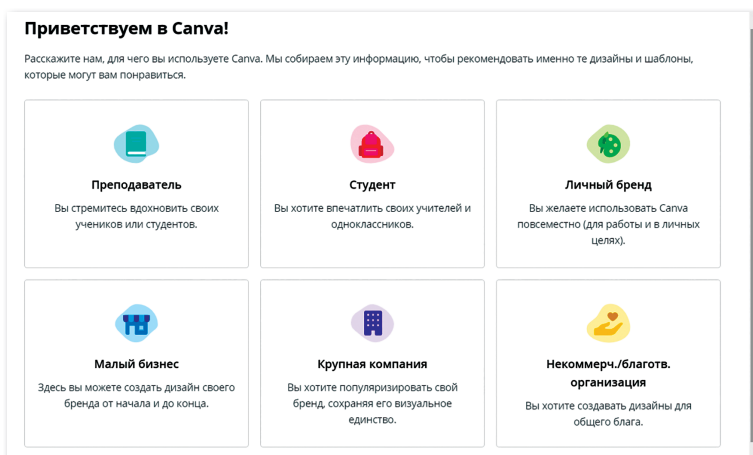 Приветствуем в Canva!
Расскажите нам, для чего вы используете Canva. Мы собираем эту информацию, чтобы рекомендовать именно те дизайны и шаблоны,
которые могут вам понравиться.
Преподаватель
Вы стремитесь вдохновить своих
учеников или студентов.
Студент
Вы хотите впечатлить своих учителей и
одноклассников.
Личный бренд
Вы желаете использовать Canva
повсеместно (для работы и в личных
целях).
Малый бизнес
Здесь вы можете создать дизайн своего
бренда от начала и до конца.
Крупная компания
Вы хотите популяризировать свой
бренд, сохраняя его визуальное
единство.
Некоммерч./благотв.
организация
Вы хотите создавать дизайны для
общего блага.